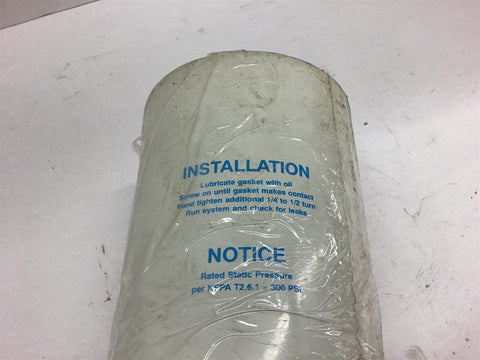 INSTALLATION
Lubricate gasket with oil
Screw on until gasket makes contact
Hand tighten additional 1/4 to 1/2 turn
Run system and check for leaks
NOTICE
Rated Static Pressure
per NFPA T2.6.1 = 300 PSI